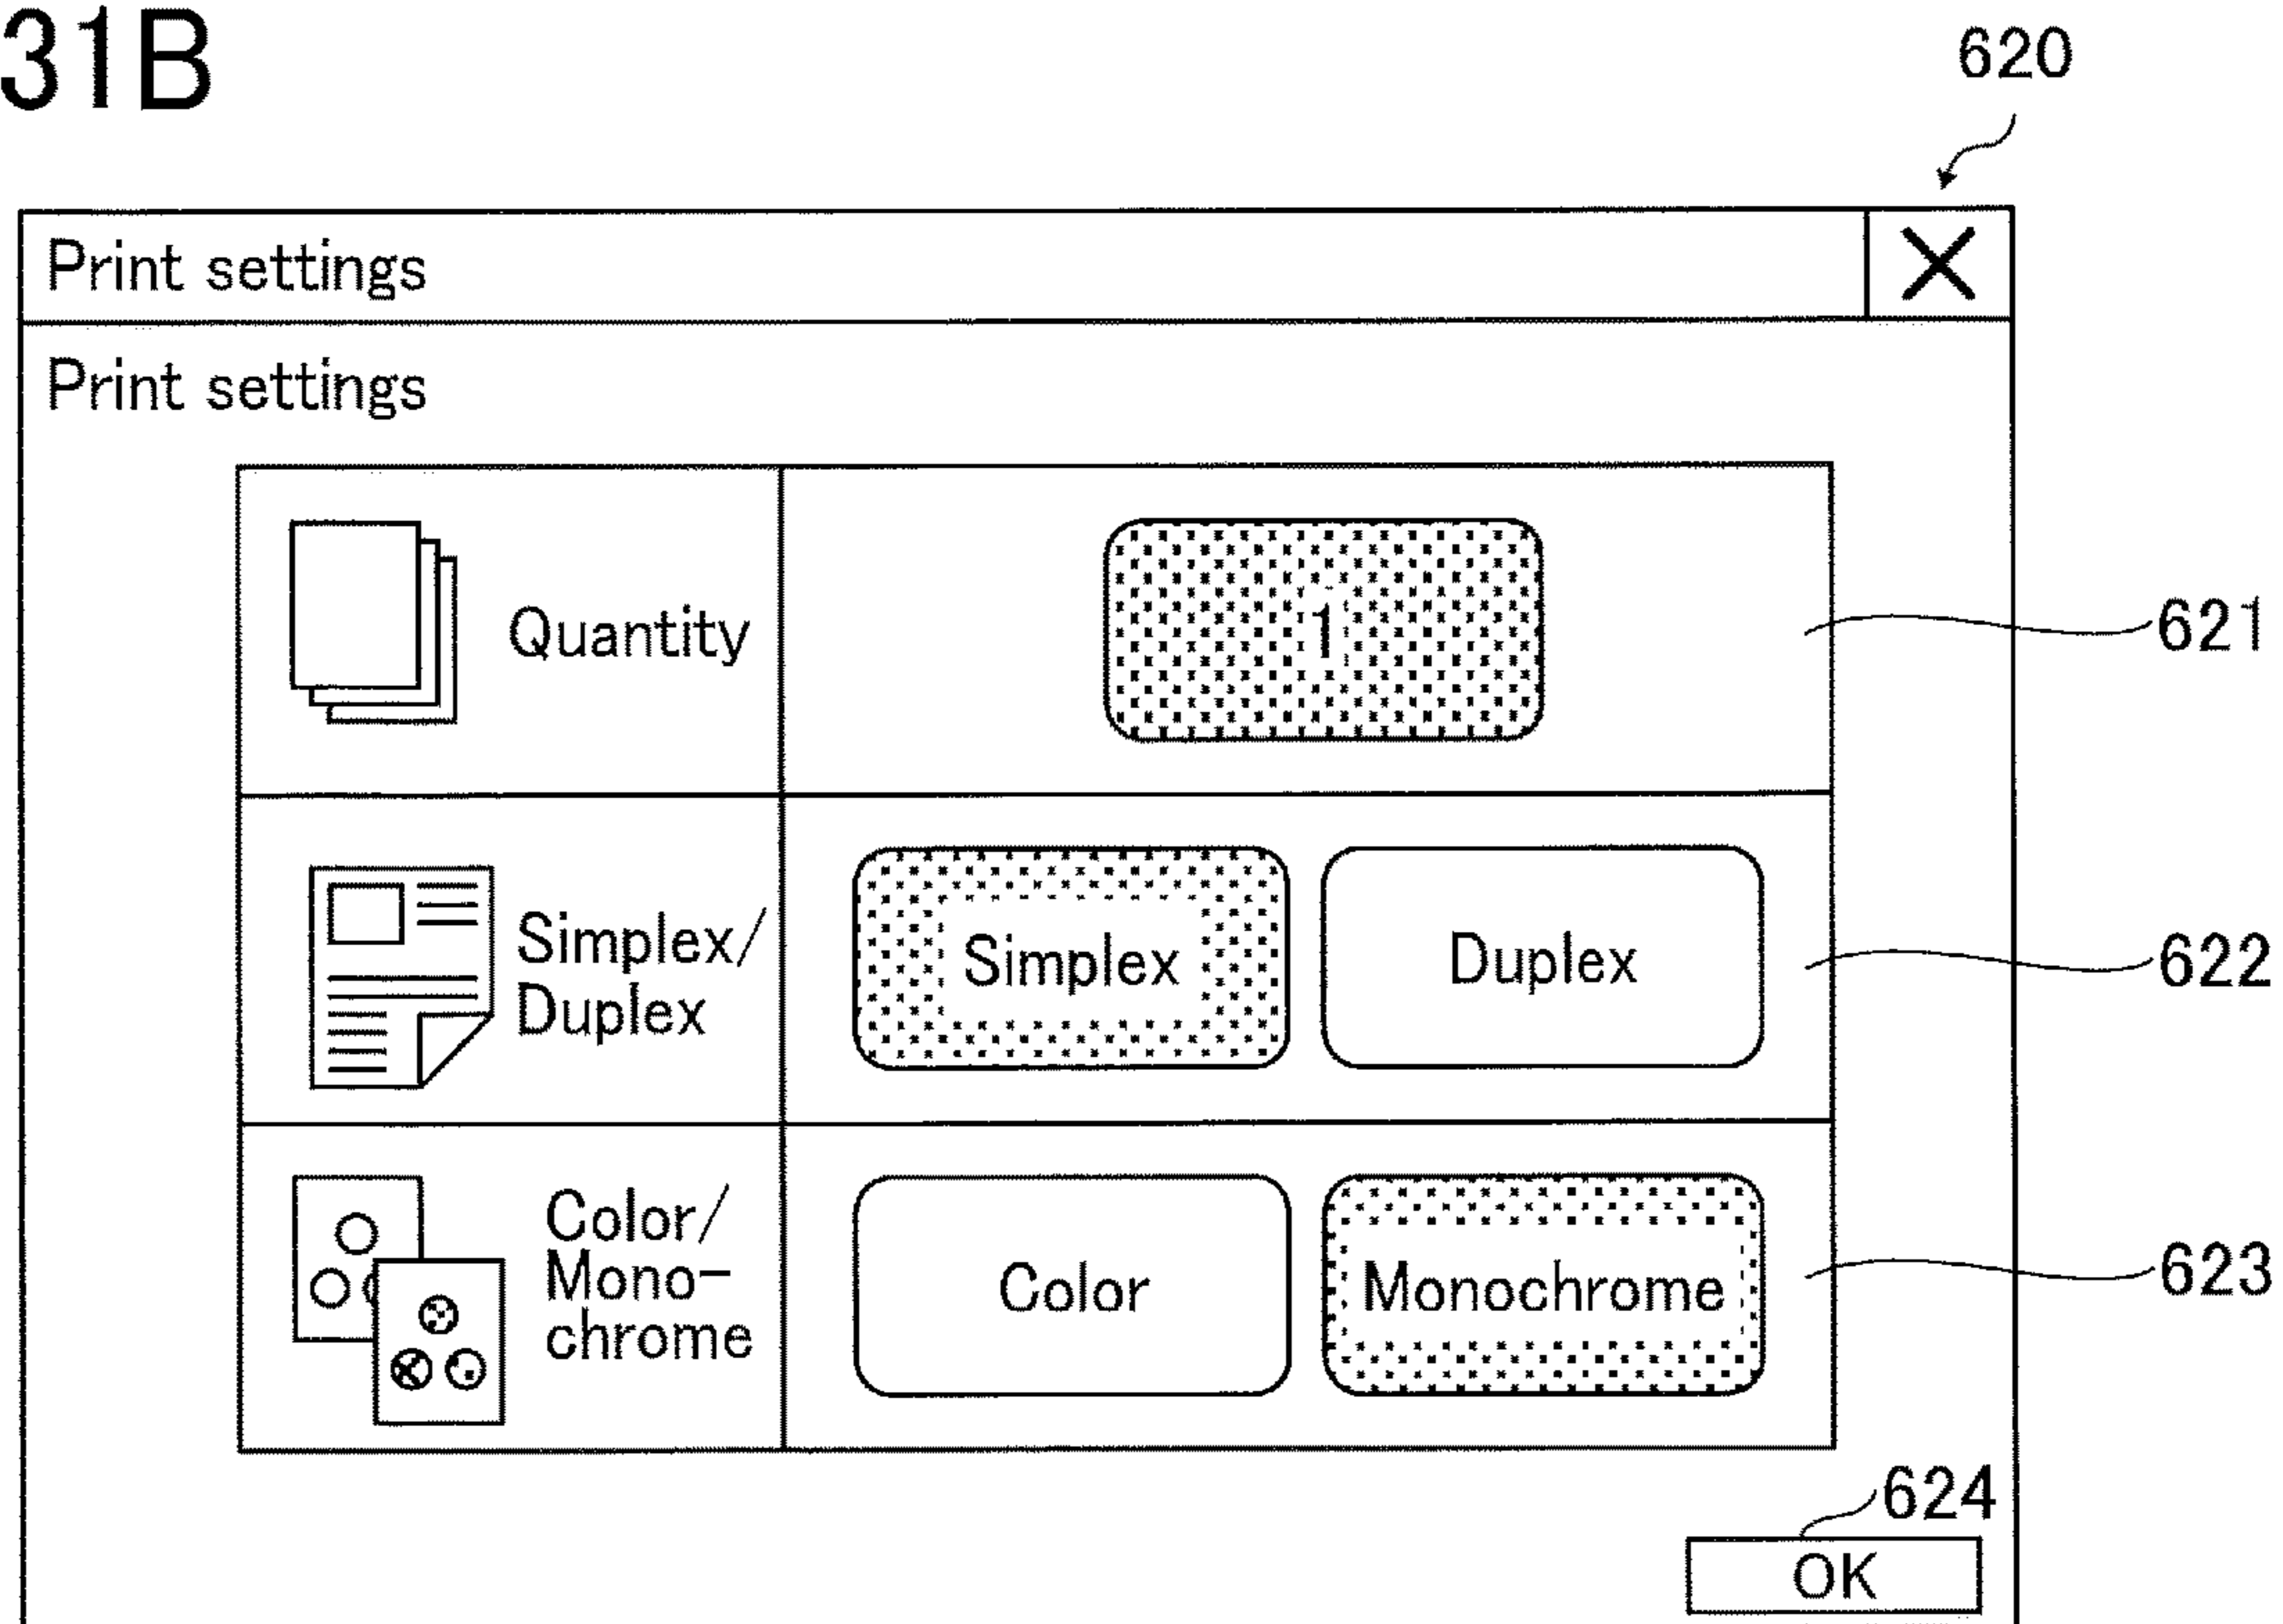 31B
620
Print settings
Print settings
Quantity
1
621
Simplex/
Duplex
Simplex
Duplex
622
Color/
Mono-
chrome
Color
Monochrome
623
624
OK